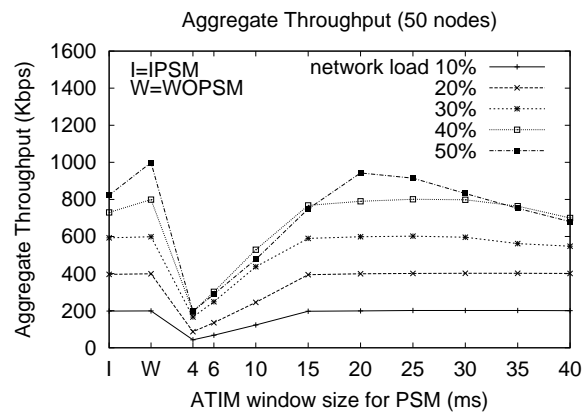 Aggregate Throughput (50 nodes)
Aggregate Throughput (Kbps)
1600
1400
1200
1000
800
600
400
200
0
I=IPSM
W=WOPSM
network load 10%
20%
30%
40%
50%
I W 4 6 10 15 20 25 30 35 40
ATIM window size for PSM (ms)